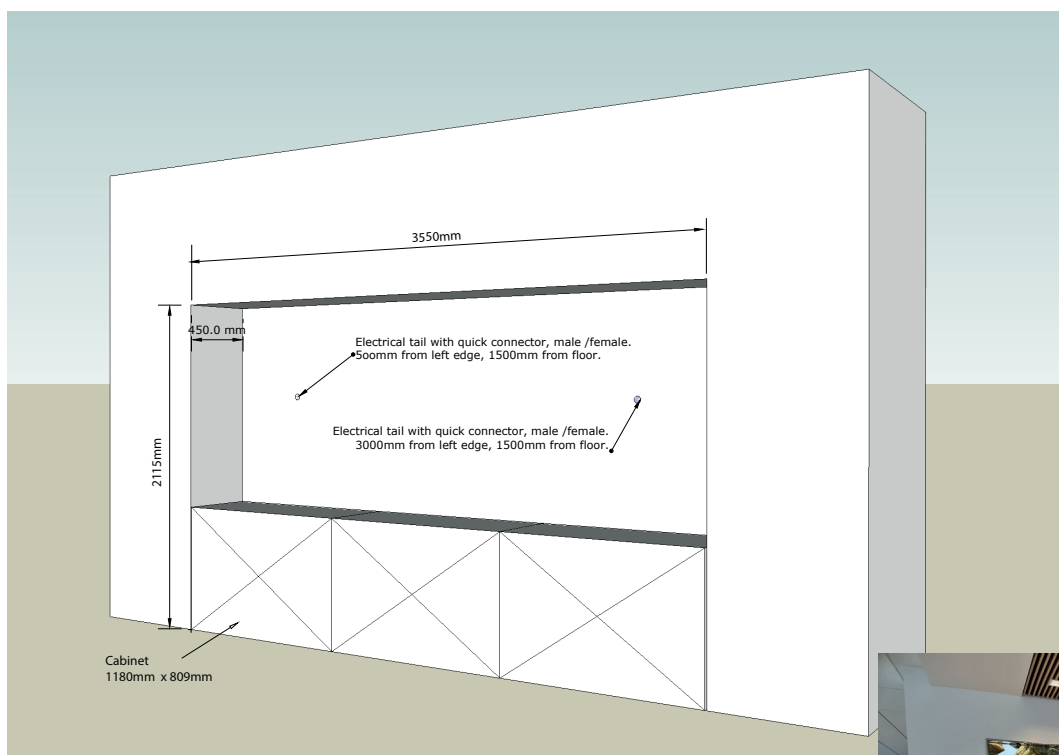 3550mm
450.0 mm
Electrical tail with quick connector, male /female.
5oomm from left edge, 1500mm from floor.
Electrical tail with quick connector, male /female.
3000mm from left edge, 1500mm from floor.
2115mm
Cabinet
1180mm x 809mm